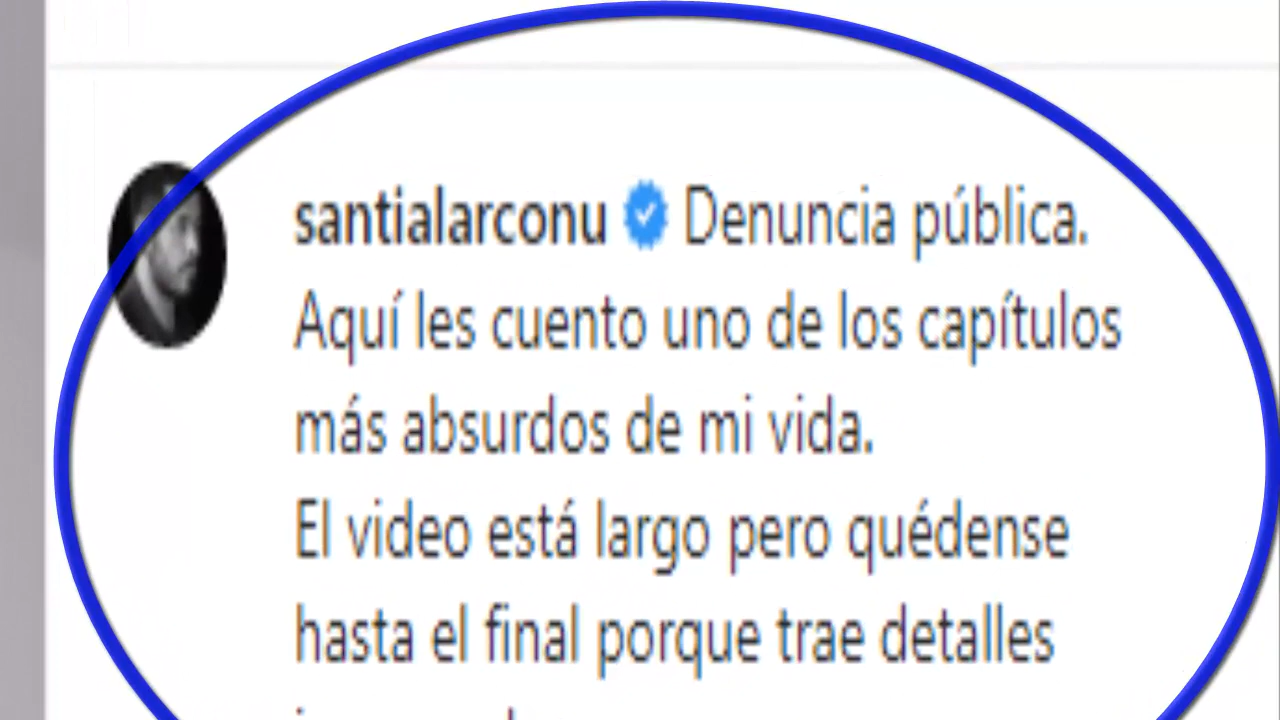 santialarconu Denuncia pública.
Aquí les cuento uno de los capítulos
más absurdos de mi vida.
El video está largo pero quédense
hasta el final porque trae detalles